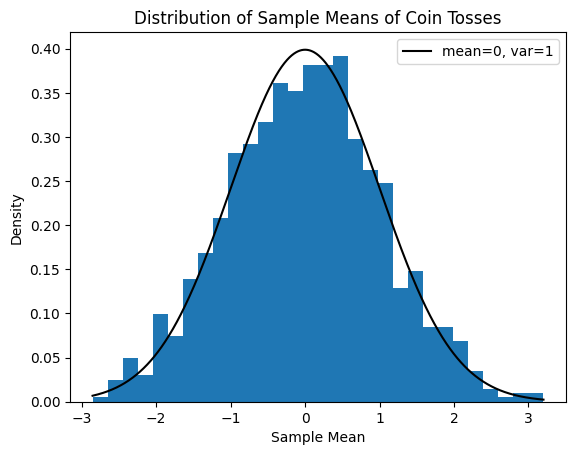 Distribution of Sample Means of Coin Tosses
mean=0, var=1
Density
0.40
0.35
0.30
0.25
0.20
0.15
0.10
0.05
0.00
−3 −2 −1 0 1 2 3
Sample Mean